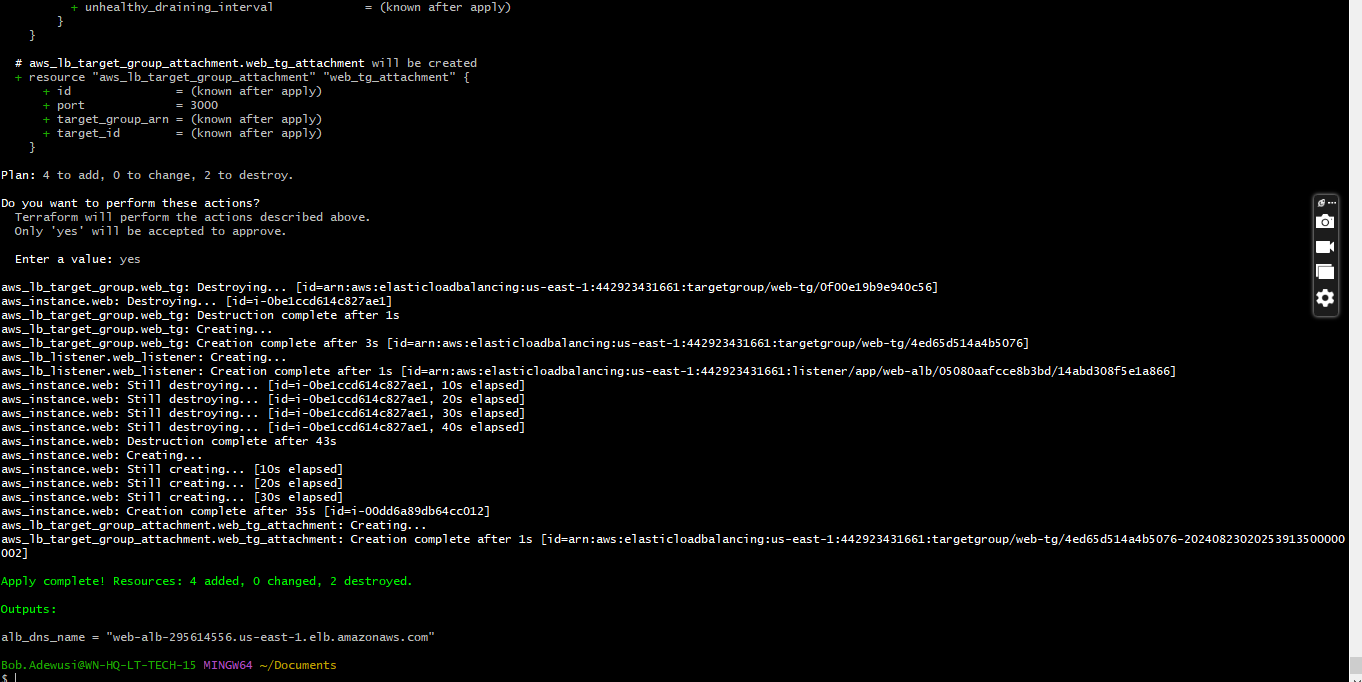 + unhealthy_draining_interval = (known after apply)
}
}
# aws_lb_target_group_attachment.web_tg_attachment will be created
+ resource "aws_lb_target_group_attachment" "web_tg_attachment" {
+ id = (known after apply)
+ port = 3000
+ target_group_arn = (known after apply)
+ target_id = (known after apply)
}
Plan: 4 to add, 0 to change, 2 to destroy.
Do you want to perform these actions?
Terraform will perform the actions described above.
Only 'yes' will be accepted to approve.
Enter a value: yes
aws_lb_target_group.web_tg: Destroying... [id=arn:aws:elasticloadbalancing:us-east-1:442923431661:targetgroup/web-tg/0f00e19b9e940c56]
aws_instance.web: Destroying... [id=i-0be1ccd614c827ae1]
aws_lb_target_group.web_tg: Destruction complete after 1s
aws_lb_target_group.web_tg: Creating...
aws_lb_target_group.web_tg: Creation complete after 3s [id=arn:aws:elasticloadbalancing:us-east-1:442923431661:targetgroup/web-tg/4ed65d514a4b5076]
aws_lb_listener.web_listener: Creating...
aws_lb_listener.web_listener: Creation complete after 1s [id=arn:aws:elasticloadbalancing:us-east-1:442923431661:listener/app/web-alb/05080aafcce8b3bd/14abd308f5e1a866]
aws_instance.web: Still destroying... [id=i-0be1ccd614c827ae1, 10s elapsed]
aws_instance.web: Still destroying... [id=i-0be1ccd614c827ae1, 20s elapsed]
aws_instance.web: Still destroying... [id=i-0be1ccd614c827ae1, 30s elapsed]
aws_instance.web: Still destroying... [id=i-0be1ccd614c827ae1, 40s elapsed]
aws_instance.web: Destruction complete after 43s
aws_instance.web: Creating...
aws_instance.web: Still creating... [10s elapsed]
aws_instance.web: Still creating... [20s elapsed]
aws_instance.web: Still creating... [30s elapsed]
aws_instance.web: Creation complete after 35s [id=i-00dd6a89db64cc012]
aws_lb_target_group_attachment.web_tg_attachment: Creating...
aws_lb_target_group_attachment.web_tg_attachment: Creation complete after 1s [id=arn:aws:elasticloadbalancing:us-east-1:442923431661:targetgroup/web-tg/4ed65d514a4b5076-20240823020253913500000
002]
Apply complete! Resources: 4 added, 0 changed, 2 destroyed.
Outputs:
alb_dns_name = "web-alb-295614556.us-east-1.elb.amazonaws.com"
Bob.Adewusi@WN-HQ-LT-TECH-15 MINGW64 ~/Documents
$